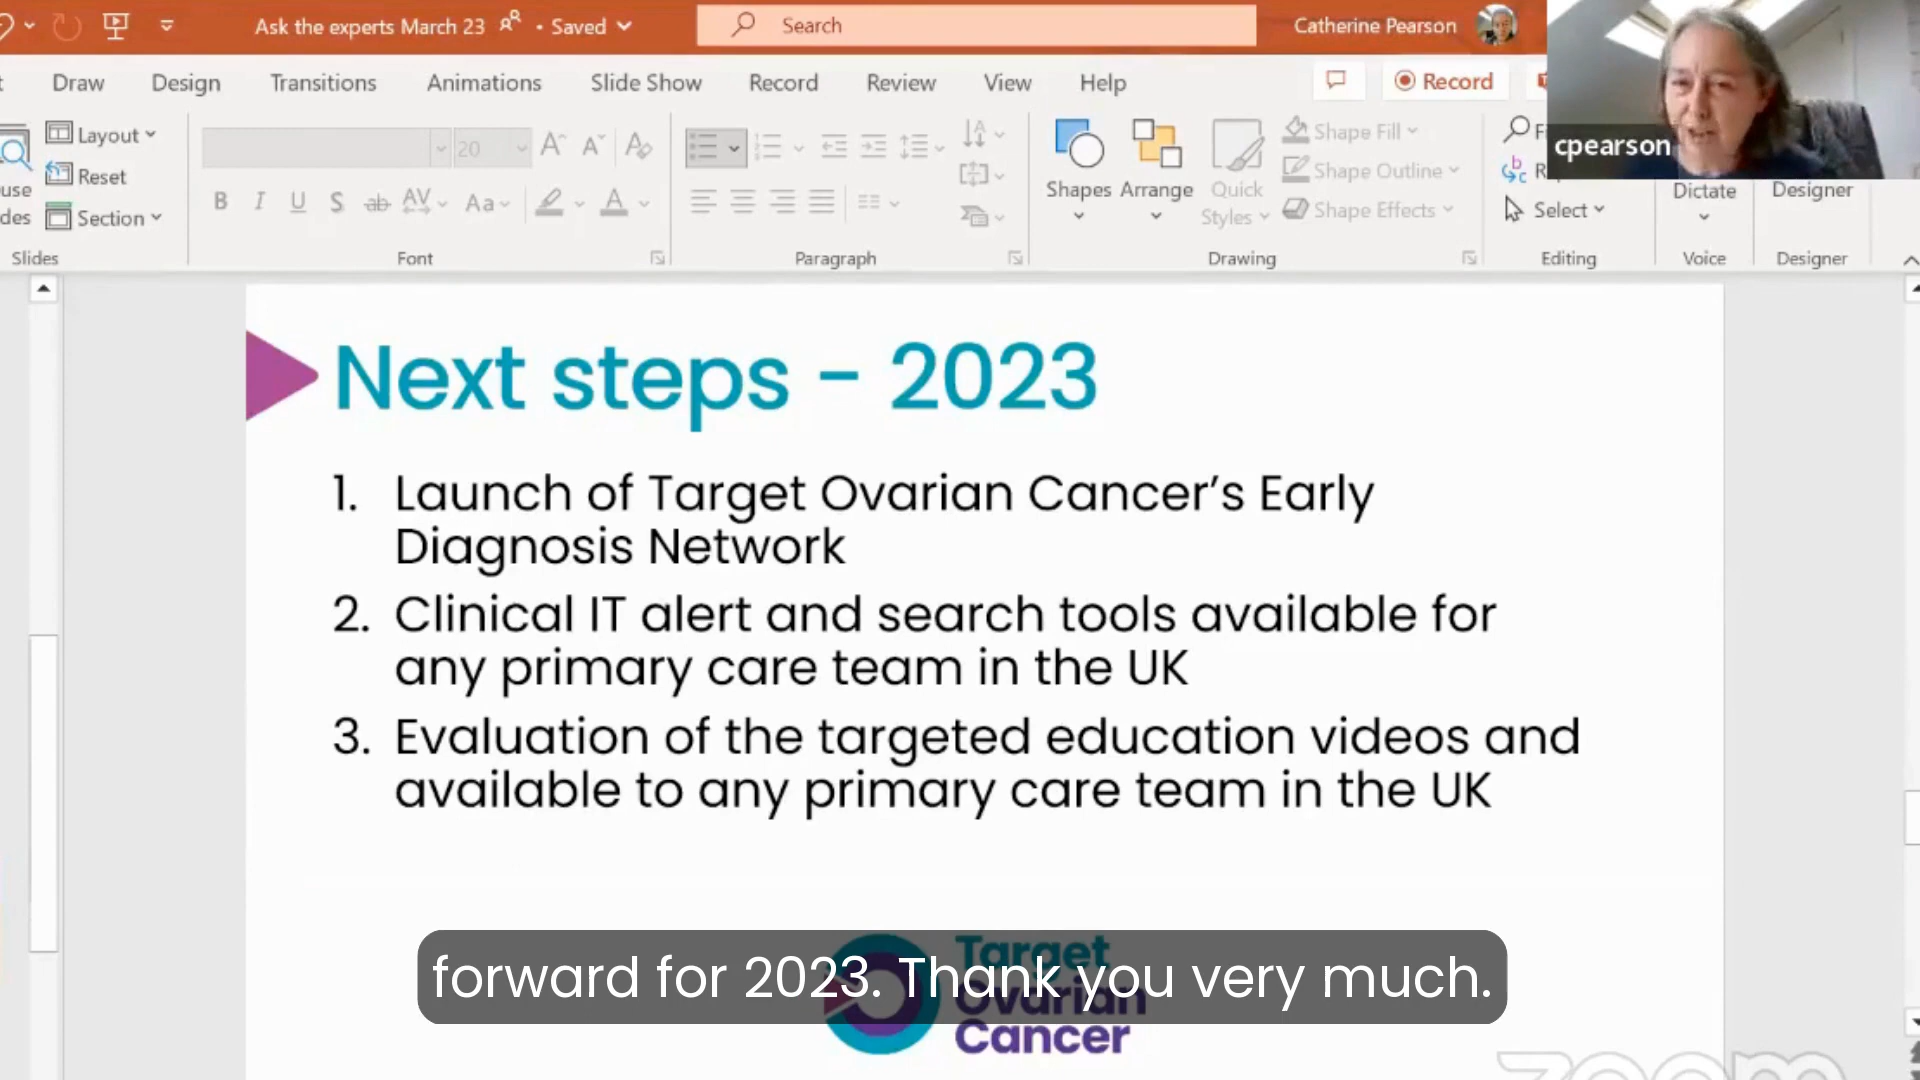 Ask the experts March 23 • Saved
Search
Catherine Pearson
Draw Design Transitions Animations Slide Show Record Review View Help
Record
Layout
Reset
Section
Slides
20
Aa
Font
Paragraph
Shapes
Arrange
Quick
Styles
Shape Fill
Shape Outline
Shape Effects
Drawing
Select
Editing
Dictate
Voice
Designer
Designer
cpearson
Next steps - 2023
1. Launch of Target Ovarian Cancer’s Early
Diagnosis Network
2. Clinical IT alert and search tools available for
any primary care team in the UK
3. Evaluation of the targeted education videos and
available to any primary care team in the UK
forward for 2023. Thank you very much.
Target
Ovarian
Cancer
zoom